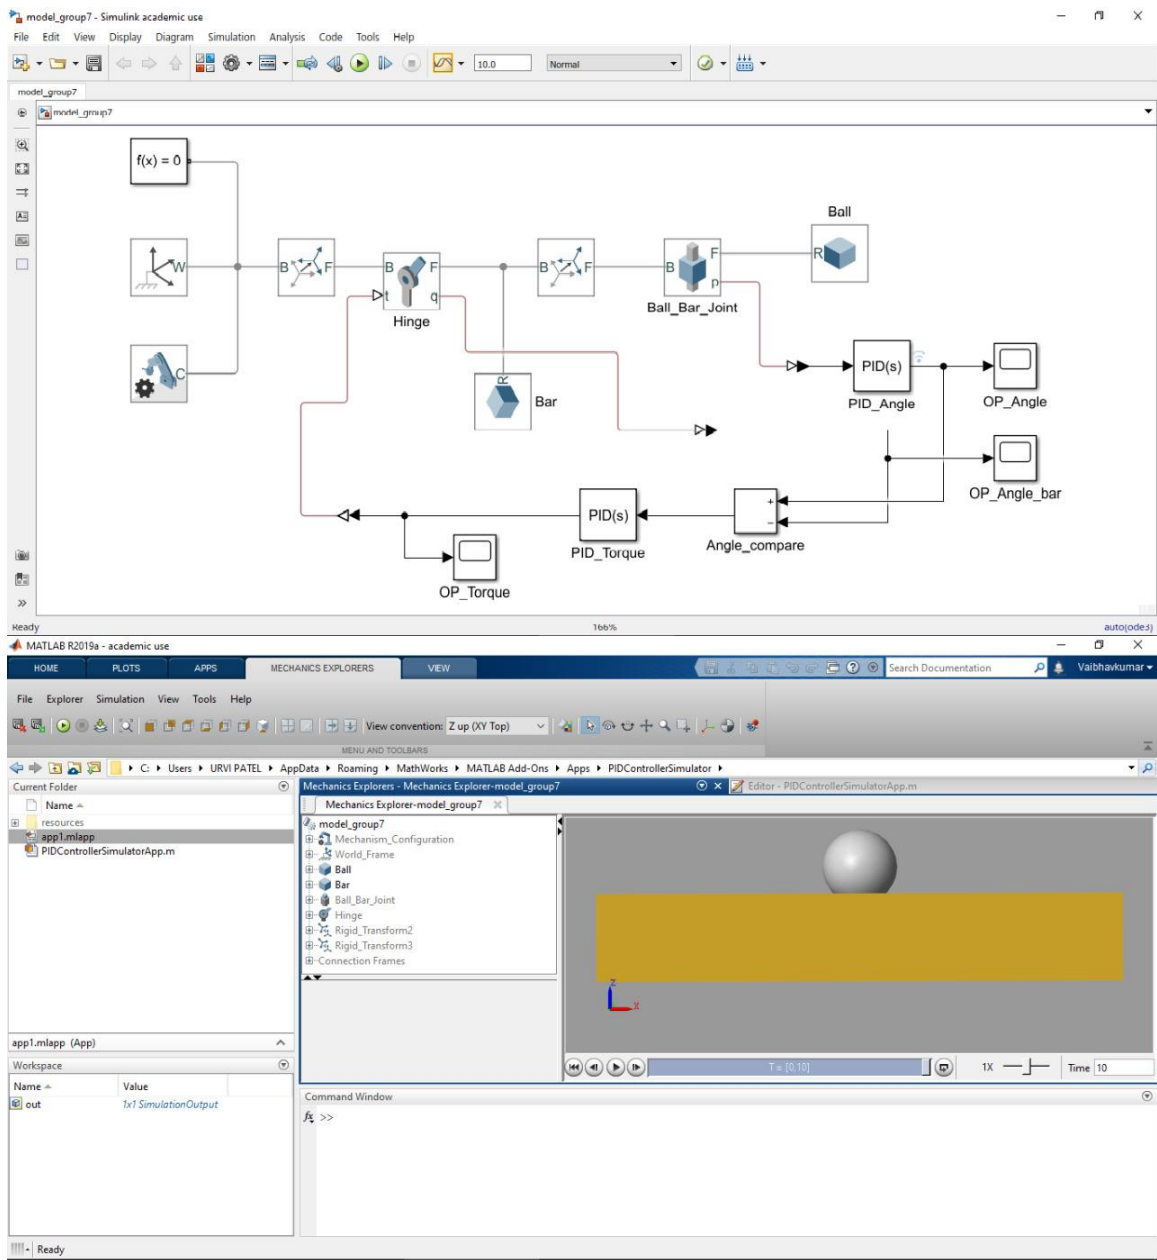 model_group7 - Simulink academic use
File Edit View Display Diagram Simulation Analysis Code Tools Help
10.0 Normal
model_group7
model_group7
f(x) = 0
Ball
W B F B F B F B F R
t q p
Hinge
Ball_Bar_Joint
C
R
Bar
PID(s)
PID_Angle
OP_Angle
OP_Angle_bar
PID(s)
+
−
PID_Torque
Angle_compare
OP_Torque
Ready 166% auto(ode3)
MATLAB R2019a - academic use
HOME PLOTS APPS MECHANICS EXPLORERS VIEW Search Documentation Vaibhavkumar
File Explorer Simulation View Tools Help
View convention: Z up (XY Top)
MENU AND TOOLBARS
C: Users URVI PATEL AppData Roaming MathWorks MATLAB Add-Ons Apps PIDControllerSimulator
Current Folder
Name
resources
app1.mlapp
PIDControllerSimulatorApp.m
Mechanics Explorers - Mechanics Explorer-model_group7
Editor - PIDControllerSimulatorApp.m
Mechanics Explorer-model_group7
model_group7
Mechanism_Configuration
World_Frame
Ball
Bar
Ball_Bar_Joint
Hinge
Rigid_Transform2
Rigid_Transform3
Connection Frames
Z
X
T = [0,10] 1X Time 10
app1.mlapp (App)
Workspace
Name Value
out 1x1 SimulationOutput
Command Window
fx >>
Ready